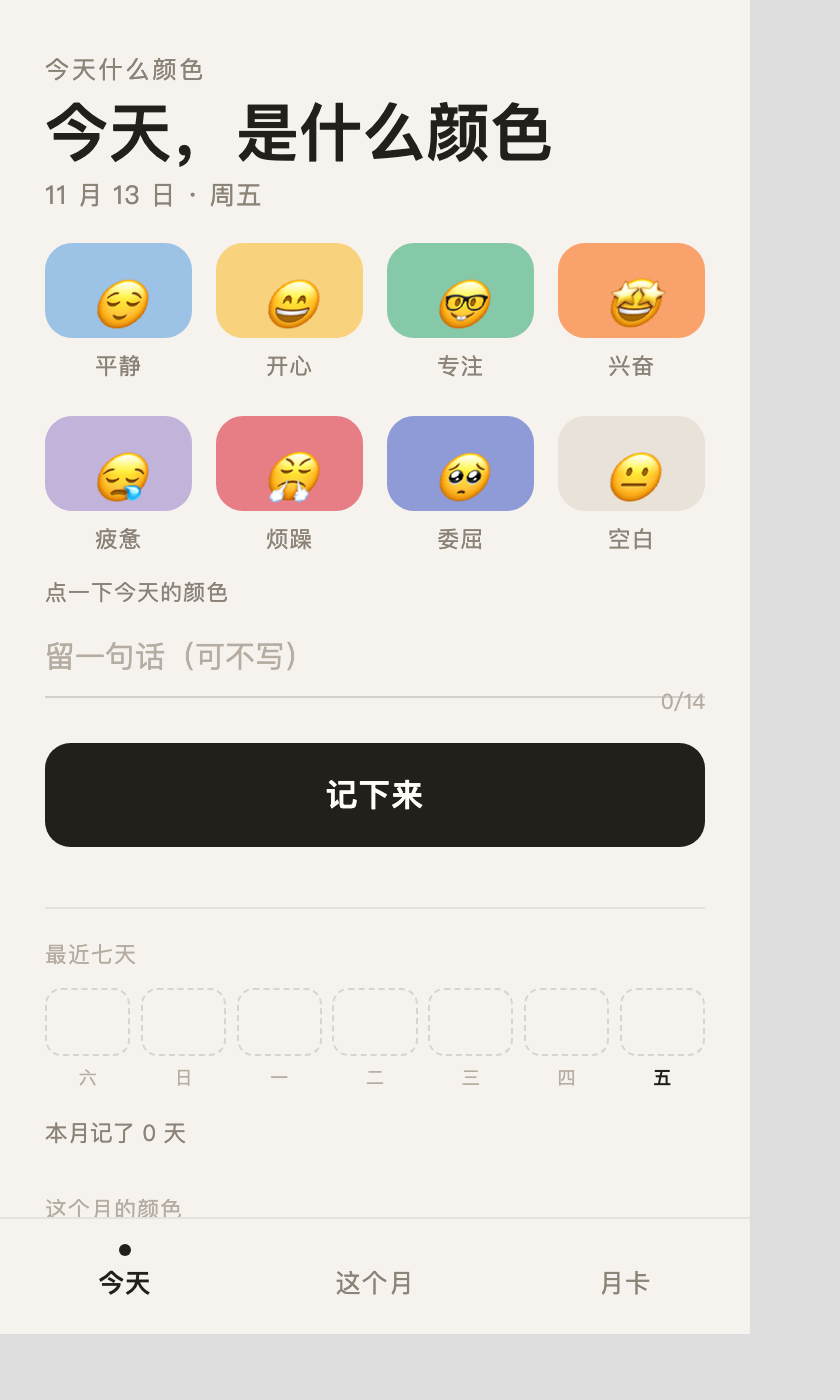 今天什么颜色
今天，是什么颜色
11 月 13 日 · 周五
平静 开心 专注 兴奋
疲惫 烦躁 委屈 空白
点一下今天的颜色
留一句话（可不写）
0/14
记下来
最近七天
六 日 一 二 三 四 五
本月记了 0 天
这个月的颜色
今天 这个月 月卡